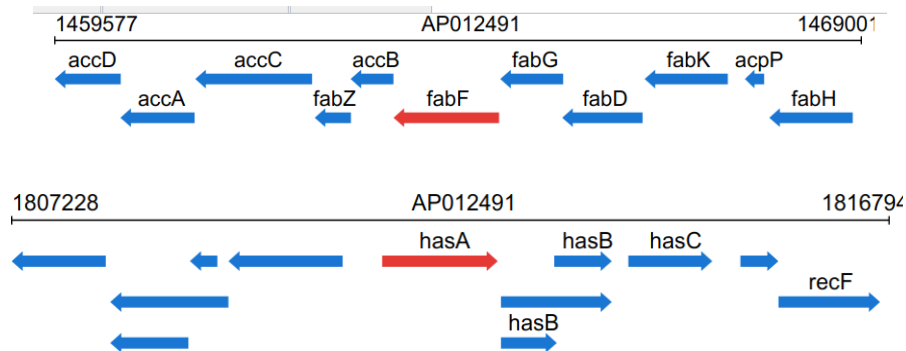 1459577 AP012491 1469001
accD accC accB fabG fabK acpP
accA fabZ fabF fabD fabH
1807228 AP012491 1816794
hasA hasB hasC
hasB recF